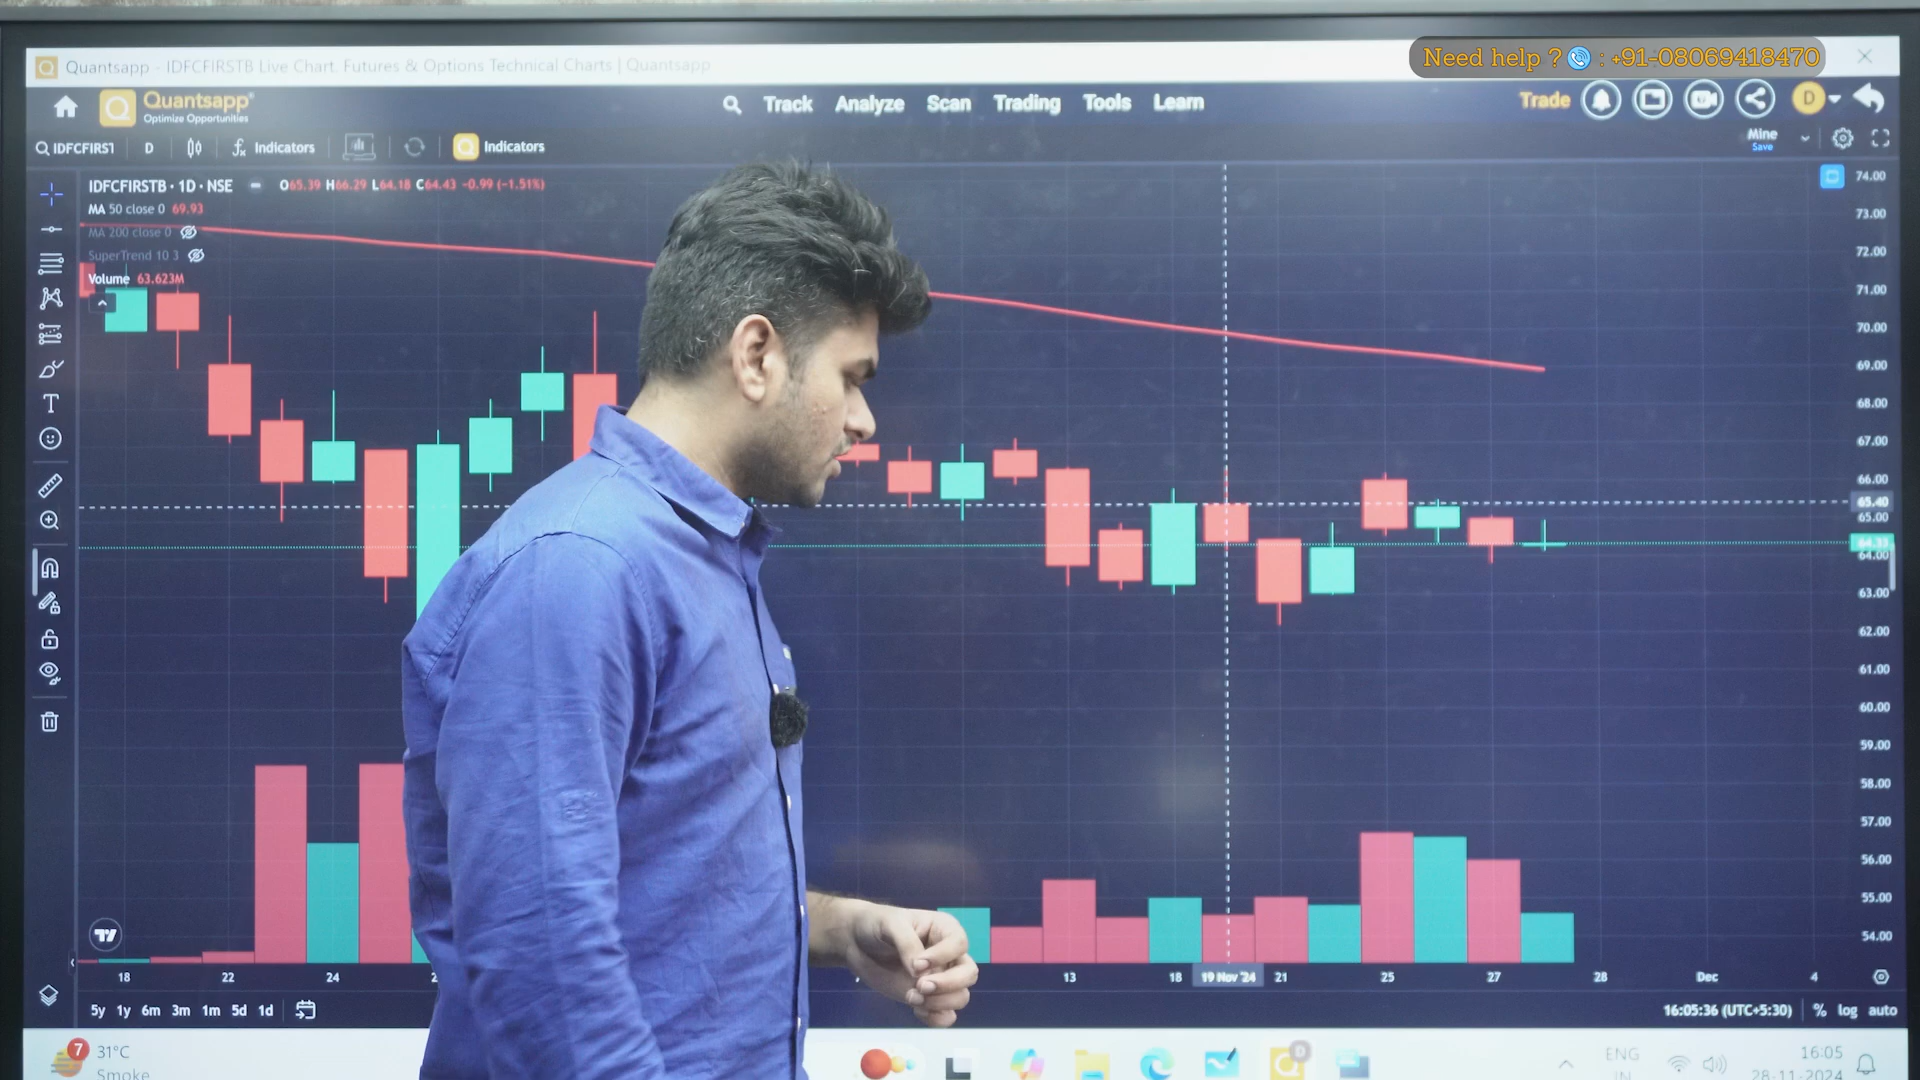 Need help ? : +91-08069418470
Quantsapp - IDFCFIRSTB Live Chart. Futures & Options Technical Charts | Quantsapp
Quantsapp
Optimize Opportunities
Track Analyze Scan Trading Tools Learn
Trade
D
IDFCFIRST D Indicators Indicators
Mine
Save
IDFCFIRSTB · 1D · NSE O65.39 H66.29 L64.18 C64.43 -0.99 (-1.51%)
MA 50 close 0 69.93
MA 200 close 0
SuperTrend 10 3
Volume 63.623M
74.00
73.00
72.00
71.00
70.00
69.00
68.00
67.00
66.00
65.40
65.00
64.00
63.00
62.00
61.00
60.00
59.00
58.00
57.00
56.00
55.00
54.00
18 22 24 13 18 19 Nov '24 21 25 27 28 Dec 4
5y 1y 6m 3m 1m 5d 1d
16:05:36 (UTC+5:30) % log auto
7
31°C
Smoke
ENG
IN
16:05
28-11-2024